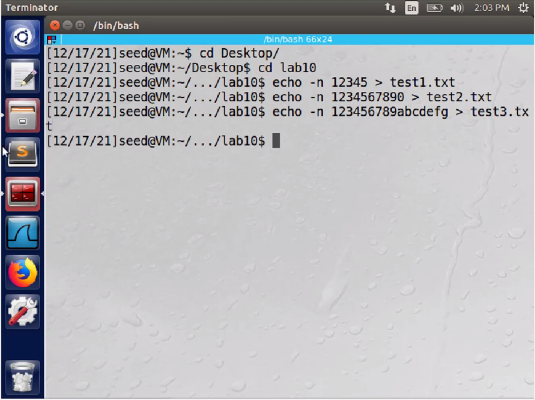 Terminator
En
2:03 PM
/bin/bash
/bin/bash 66x24
[12/17/21]seed@VM:~$ cd Desktop/
[12/17/21]seed@VM:~/Desktop$ cd lab10
[12/17/21]seed@VM:~/.../lab10$ echo -n 12345 > test1.txt
[12/17/21]seed@VM:~/.../lab10$ echo -n 1234567890 > test2.txt
[12/17/21]seed@VM:~/.../lab10$ echo -n 123456789abcdefg > test3.tx
t
[12/17/21]seed@VM:~/.../lab10$
S